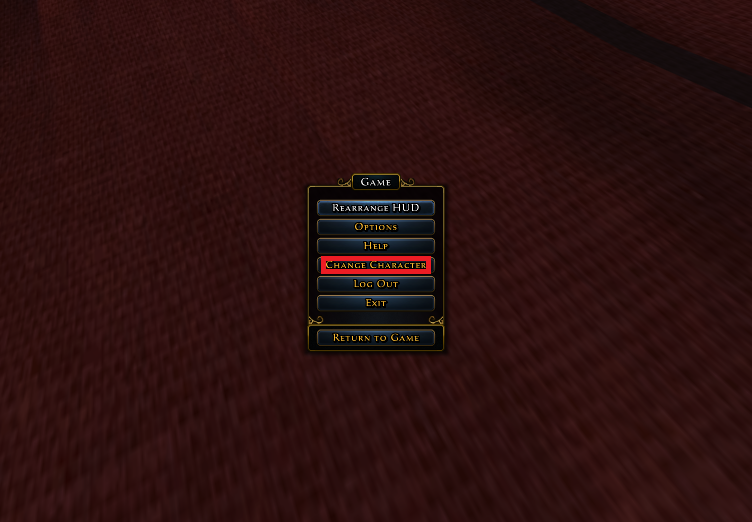 Game
Rearrange HUD
Options
Help
Change Character
Log Out
Exit
Return to Game